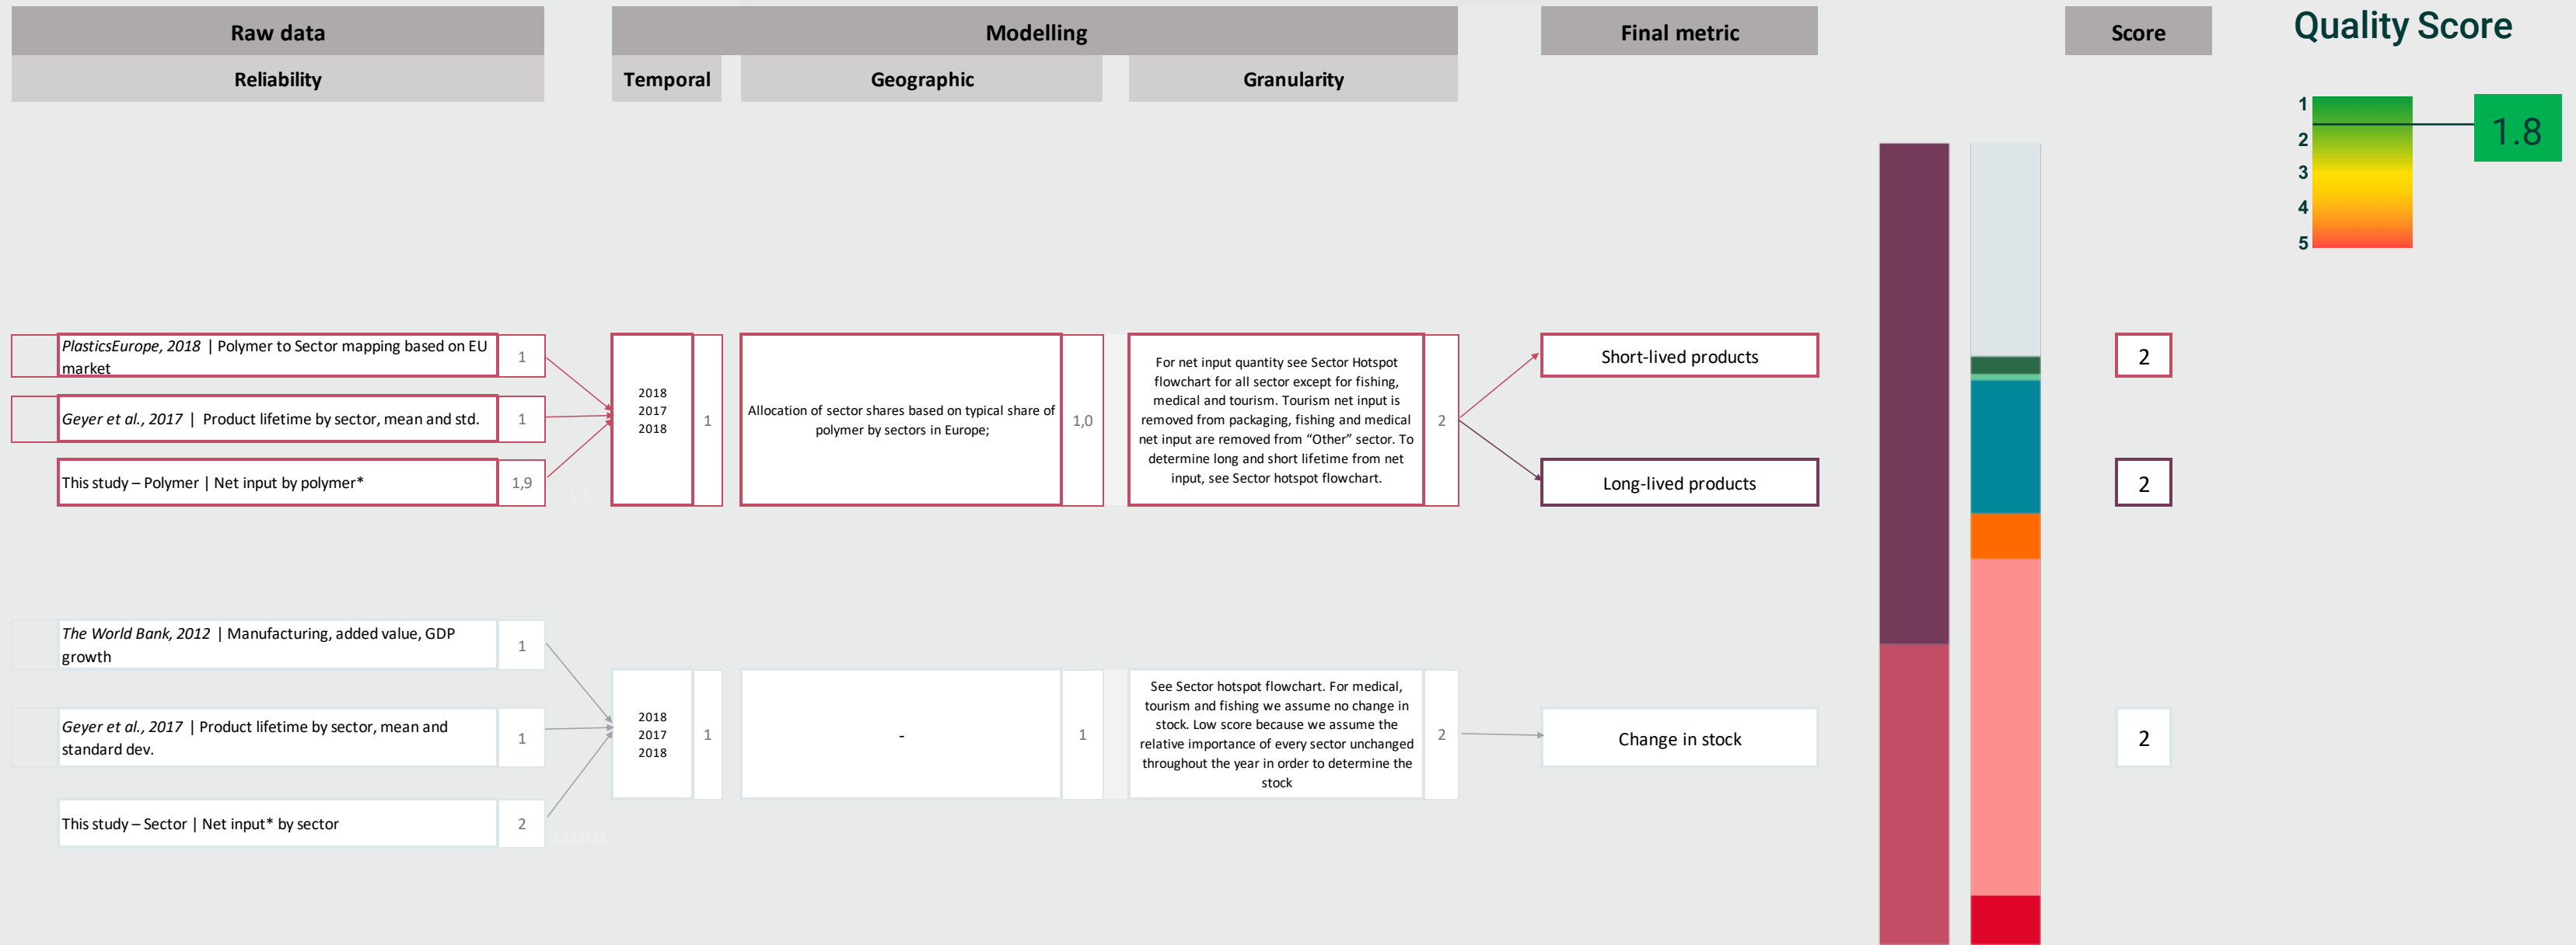 Raw data
Modelling
Final metric
Score
Quality Score
Reliability
Temporal
Geographic
Granularity
1
2
3
4
5
1.8
PlasticsEurope, 2018 | Polymer to Sector mapping based on EU
market
1
Geyer et al., 2017 | Product lifetime by sector, mean and std.
1
This study – Polymer | Net input by polymer*
1,9
1,3
2018
2017
2018
1
Allocation of sector shares based on typical share of
polymer by sectors in Europe;
1,0
For net input quantity see Sector Hotspot
flowchart for all sector except for fishing,
medical and tourism. Tourism net input is
removed from packaging, fishing and medical
net input are removed from “Other” sector. To
determine long and short lifetime from net
input, see Sector hotspot flowchart.
2
Short-lived products
2
Long-lived products
2
The World Bank, 2012 | Manufacturing, added value, GDP
growth
1
Geyer et al., 2017 | Product lifetime by sector, mean and
standard dev.
1
This study – Sector | Net input* by sector
2
1,333333
2018
2017
2018
1
-
1
See Sector hotspot flowchart. For medical,
tourism and fishing we assume no change in
stock. Low score because we assume the
relative importance of every sector unchanged
throughout the year in order to determine the
stock
2
Change in stock
2